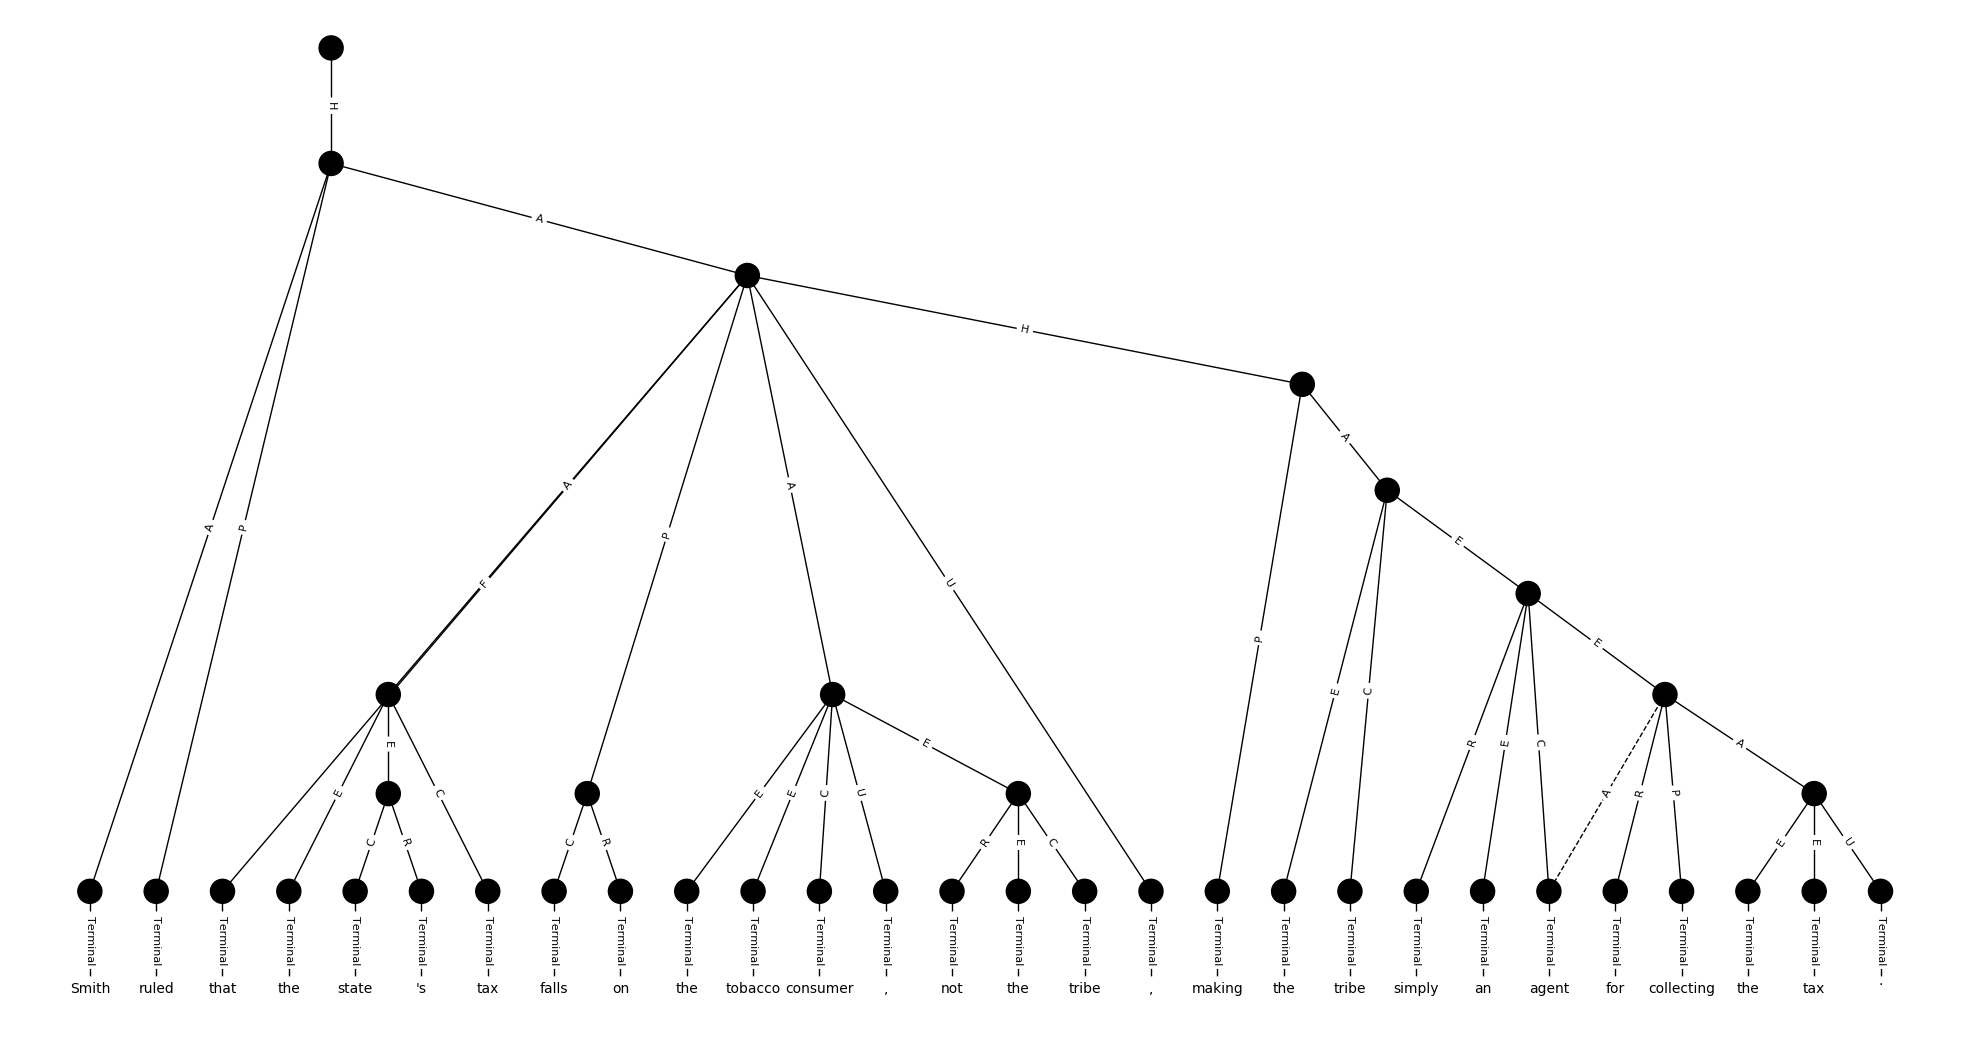 H
A
H
A
A
A
P
F
A
P
A
U
E
E
P
E
C
E
E
C
E
C
R
C
R
E
E
C
U
E
R
E
C
R
E
C
A
R
P
A
E
E
U
Terminal Terminal Terminal Terminal Terminal Terminal Terminal Terminal Terminal Terminal Terminal Terminal Terminal Terminal Terminal Terminal Terminal Terminal Terminal Terminal Terminal Terminal Terminal Terminal Terminal Terminal Terminal Terminal
Smith ruled that the state 's tax falls on the tobacco consumer , not the tribe , making the tribe simply an agent for collecting the tax .